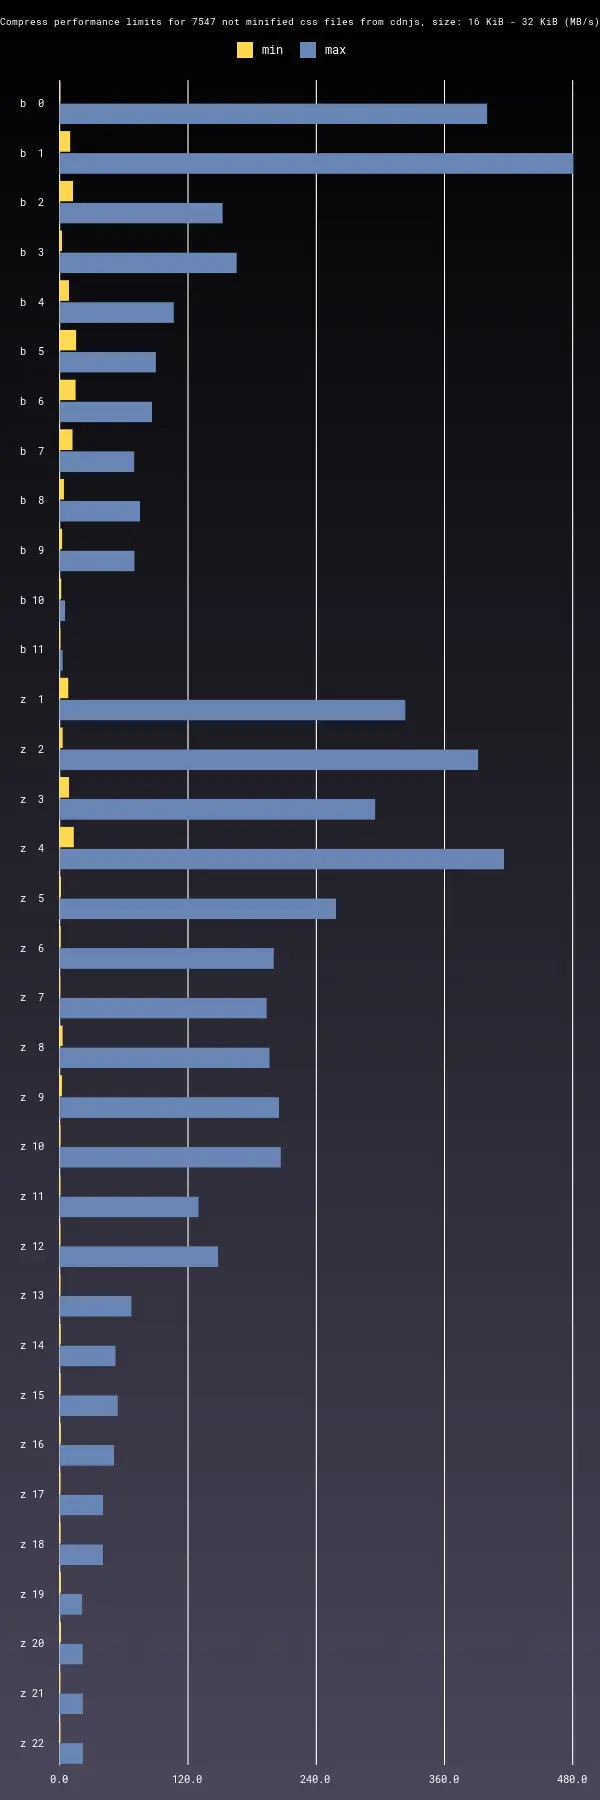 Compress performance limits for 7547 not minified css files from cdnjs, size: 16 KiB - 32 KiB (MB/s)
min max
b 0
b 1
b 2
b 3
b 4
b 5
b 6
b 7
b 8
b 9
b 10
b 11
z 1
z 2
z 3
z 4
z 5
z 6
z 7
z 8
z 9
z 10
z 11
z 12
z 13
z 14
z 15
z 16
z 17
z 18
z 19
z 20
z 21
z 22
0.0 120.0 240.0 360.0 480.0